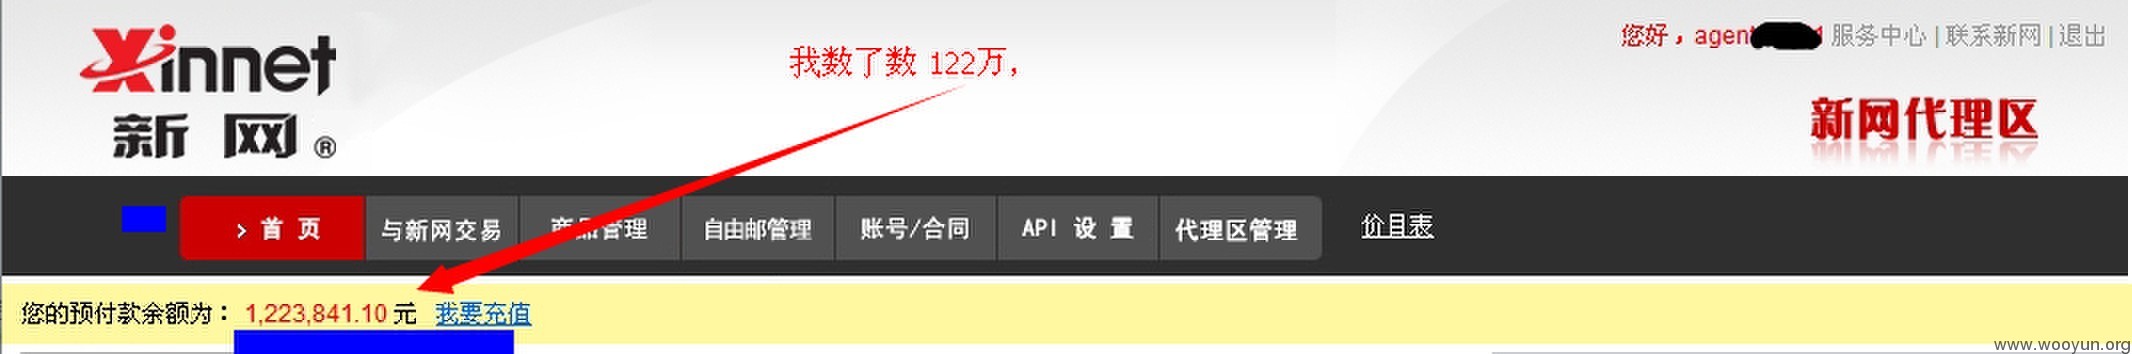 Xinnet
新网®
我数了数 122万，
您好，agent 服务中心 | 联系新网 | 退出
新网代理区
› 首 页 与新网交易 商品管理 自由邮管理 账号/合同 API 设 置 代理区管理 价目表
您的预付款余额为： 1,223,841.10 元 我要充值
www.wooyun.org